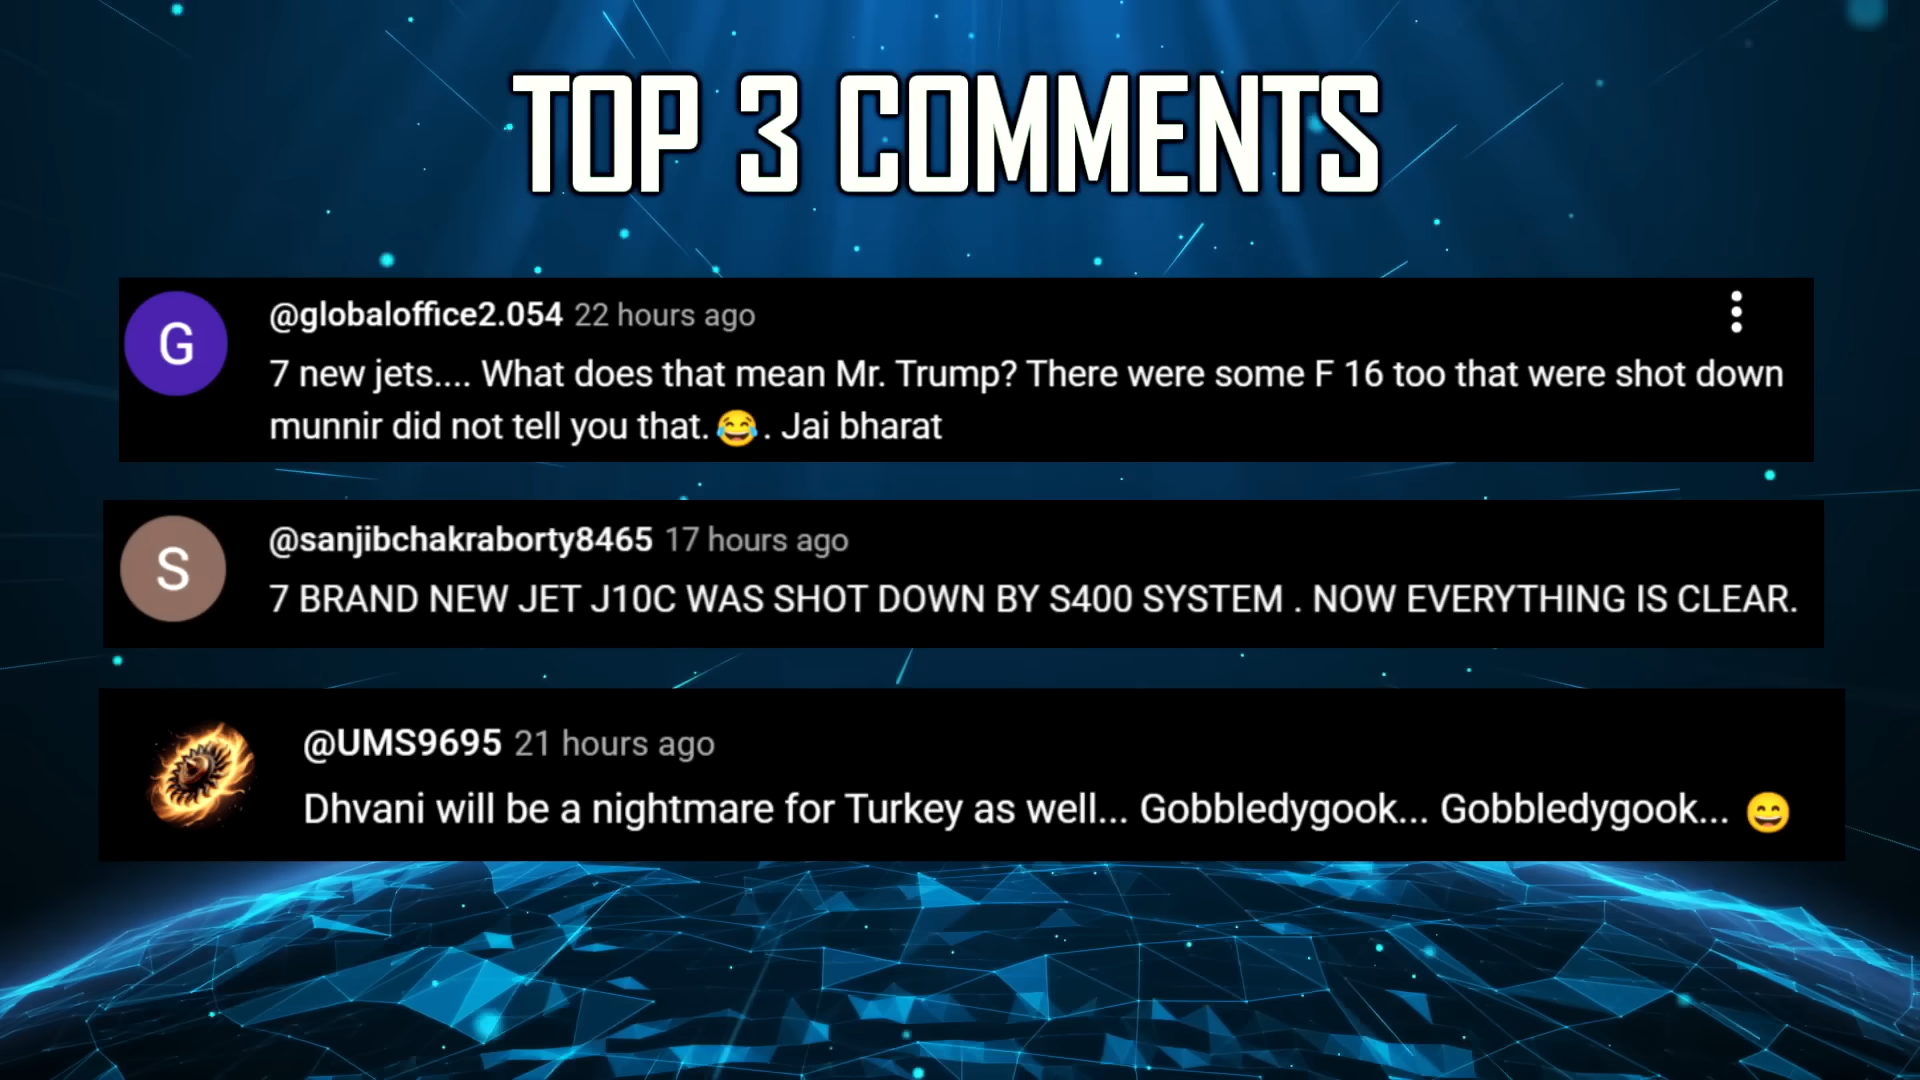 TOP 3 COMMENTS
G
@globaloffice2.054 22 hours ago
7 new jets.... What does that mean Mr. Trump? There were some F 16 too that were shot down
munnir did not tell you that.😂. Jai bharat
S
@sanjibchakraborty8465 17 hours ago
7 BRAND NEW JET J10C WAS SHOT DOWN BY S400 SYSTEM . NOW EVERYTHING IS CLEAR.
@UMS9695 21 hours ago
Dhvani will be a nightmare for Turkey as well... Gobbledygook... Gobbledygook... 😄